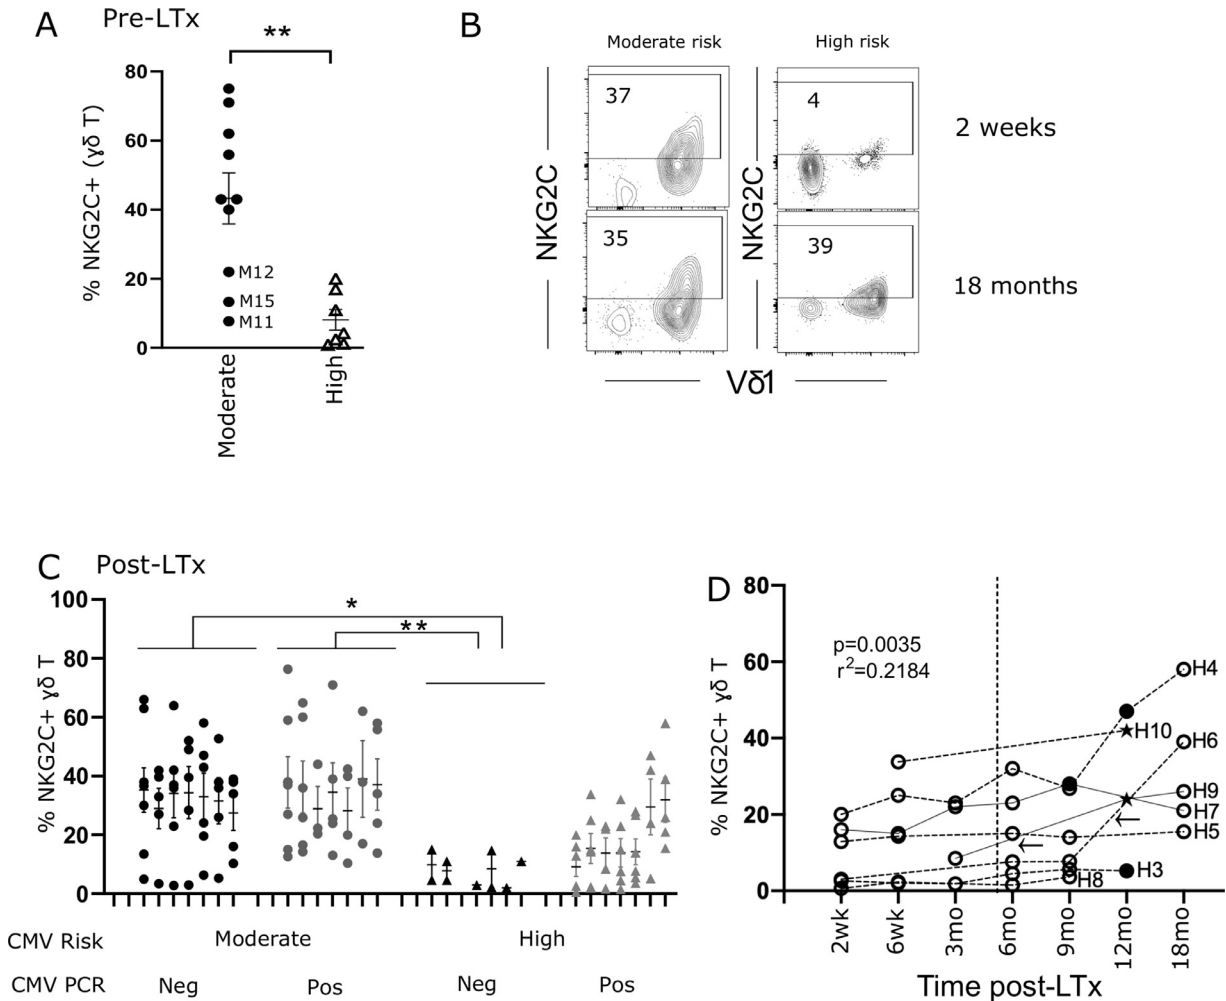 A Pre-LTx
**
% NKG2C+ (γδ T)
80
60
40
20
0
M12
M15
M11
Moderate
High
B
Moderate risk
High risk
NKG2C
NKG2C
37
4
2 weeks
35
39
18 months
Vδ1
C Post-LTx
% NKG2C+ γδ T
100
80
60
40
20
0
*
**
CMV Risk
Moderate
High
CMV PCR
Neg
Pos
Neg
Pos
D
% NKG2C+ γδ T
80
60
40
20
0
p=0.0035
r²=0.2184
H4
H10
H6
H9
H7
H5
H3
H8
2wk
6wk
3mo
6mo
9mo
12mo
18mo
Time post-LTx